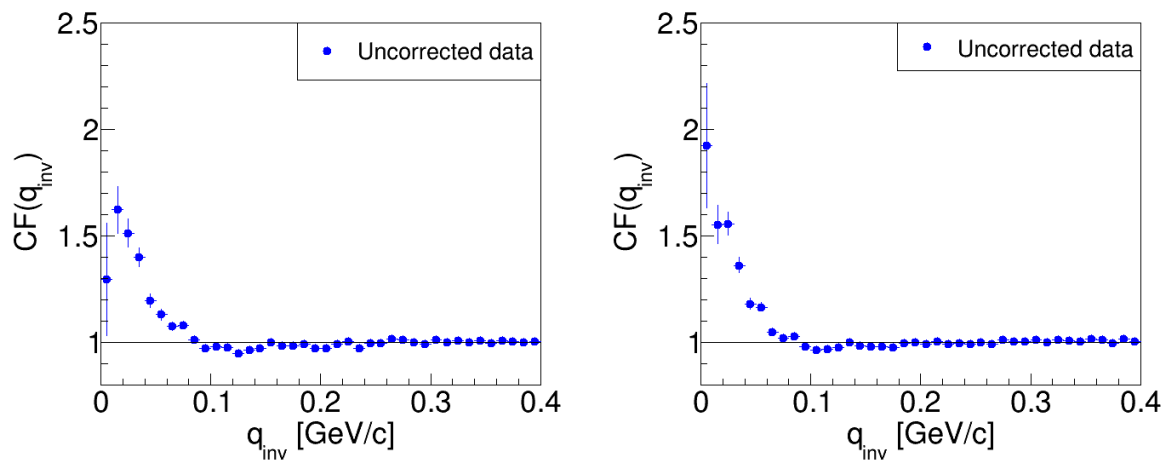 2.5
2
1.5
1
CF(q_inv)
Uncorrected data
0 0.1 0.2 0.3 0.4
q_inv [GeV/c]
2.5
2
1.5
1
CF(q_inv)
Uncorrected data
0 0.1 0.2 0.3 0.4
q_inv [GeV/c]